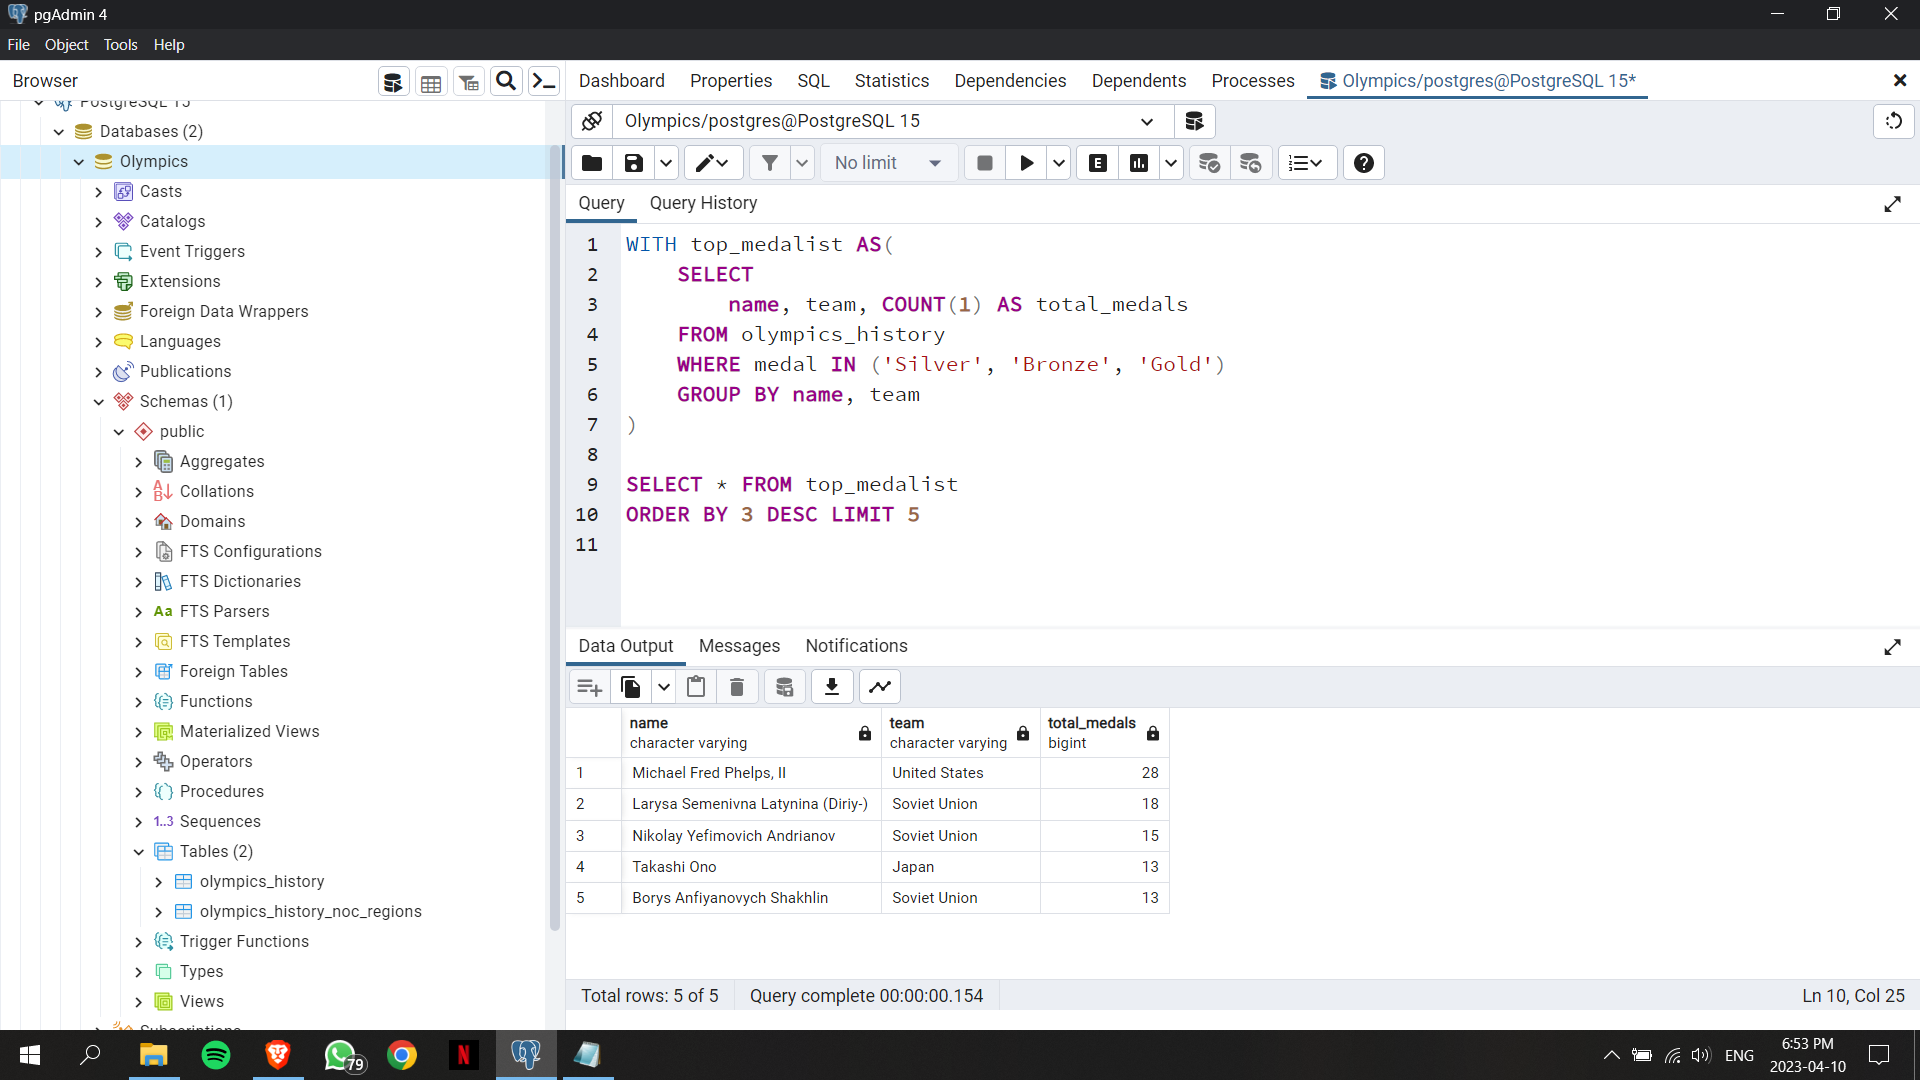 pgAdmin 4
File Object Tools Help
Browser
PostgreSQL 15
Databases (2)
Olympics
Casts
Catalogs
Event Triggers
Extensions
Foreign Data Wrappers
Languages
Publications
Schemas (1)
public
Aggregates
Collations
Domains
FTS Configurations
FTS Dictionaries
Aa FTS Parsers
FTS Templates
Foreign Tables
Functions
Materialized Views
Operators
Procedures
1..3 Sequences
Tables (2)
olympics_history
olympics_history_noc_regions
Trigger Functions
Types
Views
Subscriptions
Dashboard Properties SQL Statistics Dependencies Dependents Processes Olympics/postgres@PostgreSQL 15*
Olympics/postgres@PostgreSQL 15
No limit E
Query Query History
1 WITH top_medalist AS(
2 SELECT
3 name, team, COUNT(1) AS total_medals
4 FROM olympics_history
5 WHERE medal IN ('Silver', 'Bronze', 'Gold')
6 GROUP BY name, team
7 )
8
9 SELECT * FROM top_medalist
10 ORDER BY 3 DESC LIMIT 5
11
Data Output Messages Notifications
name team total_medals
character varying character varying bigint
1 Michael Fred Phelps, II United States 28
2 Larysa Semenivna Latynina (Diriy-) Soviet Union 18
3 Nikolay Yefimovich Andrianov Soviet Union 15
4 Takashi Ono Japan 13
5 Borys Anfiyanovych Shakhlin Soviet Union 13
Total rows: 5 of 5 Query complete 00:00:00.154 Ln 10, Col 25
79 N ENG 6:53 PM
2023-04-10